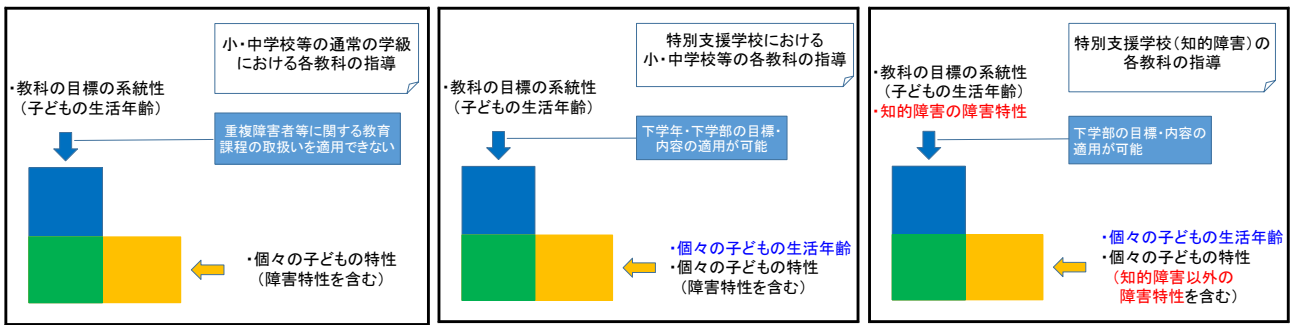 小・中学校等の通常の学級
における各教科の指導
・教科の目標の系統性
（子どもの生活年齢）
重複障害者等に関する教育
課程の取扱いを適用できない
・個々の子どもの特性
（障害特性を含む）
特別支援学校における
小・中学校等の各教科の指導
・教科の目標の系統性
（子どもの生活年齢）
下学年・下学部の目標・
内容の適用が可能
・個々の子どもの生活年齢
・個々の子どもの特性
（障害特性を含む）
特別支援学校（知的障害）の
各教科の指導
・教科の目標の系統性
（子どもの生活年齢）
・知的障害の障害特性
下学部の目標・内容の
適用が可能
・個々の子どもの生活年齢
・個々の子どもの特性
（知的障害以外の
障害特性を含む）